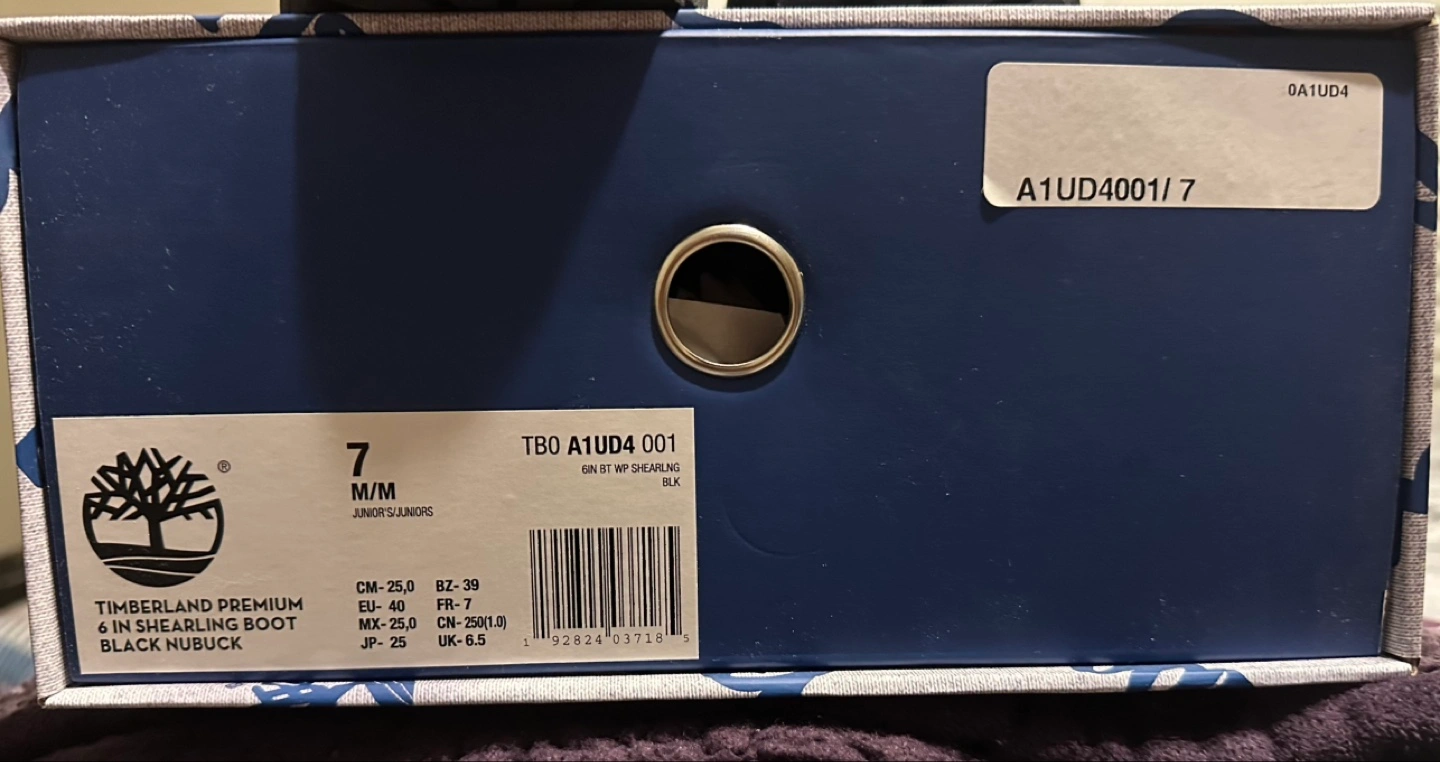 0A1UD4
A1UD4001/ 7
®
TIMBERLAND PREMIUM
6 IN SHEARLING BOOT
BLACK NUBUCK
7
M/M
JUNIOR'S/JUNIORS
CM- 25,0 BZ- 39
EU- 40 FR- 7
MX- 25,0 CN- 250(1.0)
JP- 25 UK- 6.5
TB0 A1UD4 001
6IN BT WP SHEARLNG
BLK
1 92824 03718 5